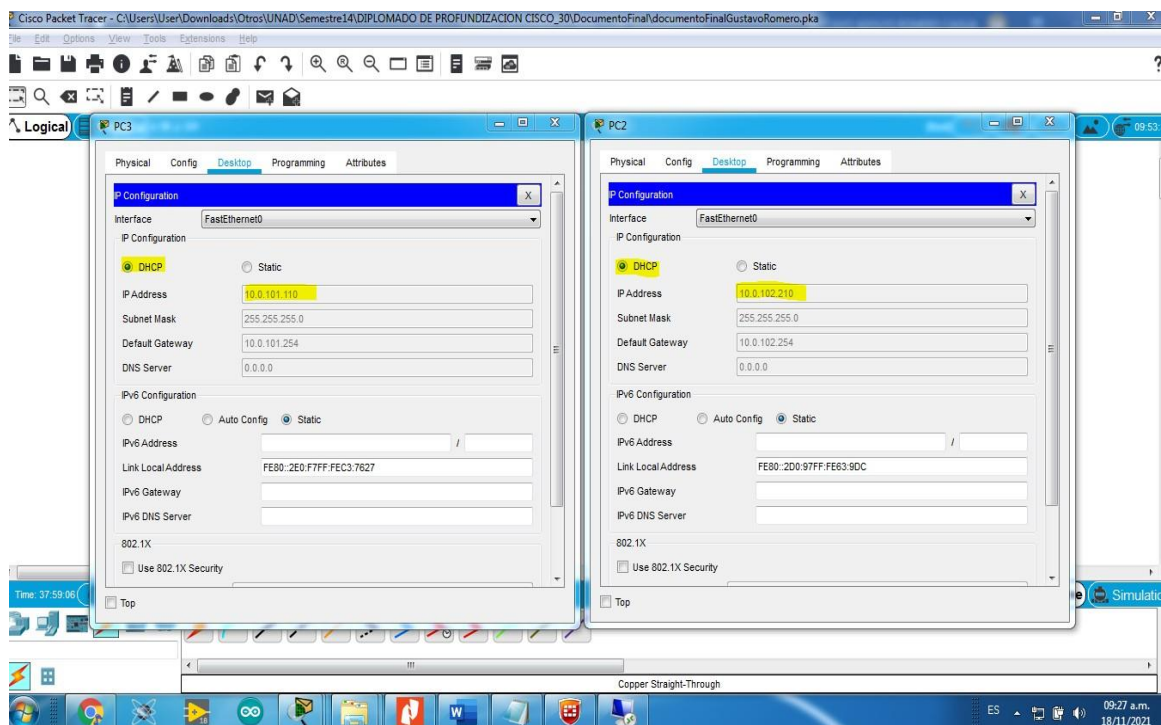 Cisco Packet Tracer - C:\Users\User\Downloads\Otros\UNAD\Semestre14\DIPLOMADO DE PROFUNDIZACION CISCO_30\DocumentoFinal\documentoFinalGustavoRomero.pka
Edit Options View Tools Extensions Help
Logical
09:53:
PC3
Physical Config Desktop Programming Attributes
IP Configuration
X
Interface FastEthernet0
IP Configuration
DHCP Static
IP Address 10.0.101.110
Subnet Mask 255.255.255.0
Default Gateway 10.0.101.254
DNS Server 0.0.0.0
IPv6 Configuration
DHCP Auto Config Static
IPv6 Address /
Link Local Address FE80::2E0:F7FF:FEC3:7627
IPv6 Gateway
IPv6 DNS Server
802.1X
Use 802.1X Security
Top
PC2
Physical Config Desktop Programming Attributes
IP Configuration
X
Interface FastEthernet0
IP Configuration
DHCP Static
IP Address 10.0.102.210
Subnet Mask 255.255.255.0
Default Gateway 10.0.102.254
DNS Server 0.0.0.0
IPv6 Configuration
DHCP Auto Config Static
IPv6 Address /
Link Local Address FE80::2D0:97FF:FE63:9DC
IPv6 Gateway
IPv6 DNS Server
802.1X
Use 802.1X Security
Top
Time: 37:59:06
Simulatio
Copper Straight-Through
ES
09:27 a.m.
18/11/2021